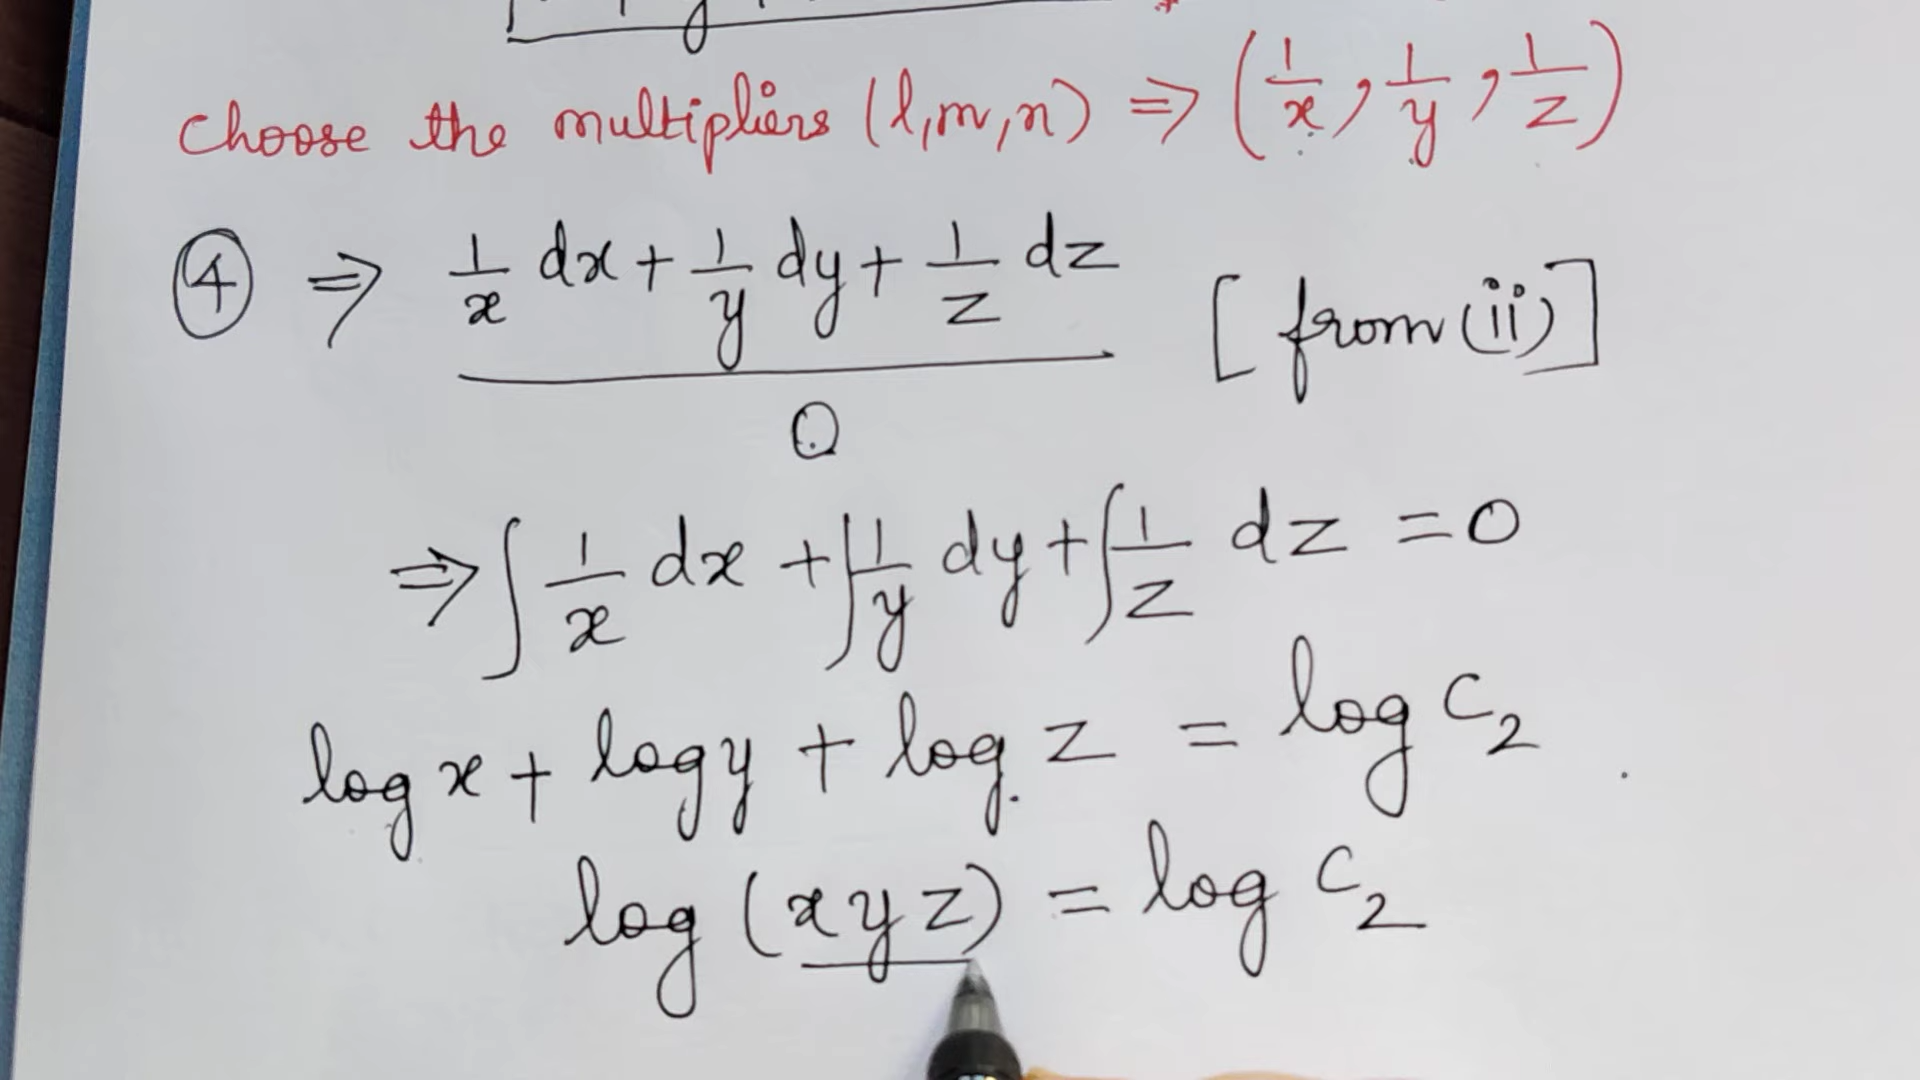 Choose the multipliers (l,m,n) ⇒ (1/x, 1/y, 1/z)
④ ⇒ (1/x dx + 1/y dy + 1/z dz)/0 [from (ii)]
⇒ ∫ 1/x dx + ∫ 1/y dy + ∫ 1/z dz = 0
log x + log y + log z = log C₂
log (xyz) = log C₂